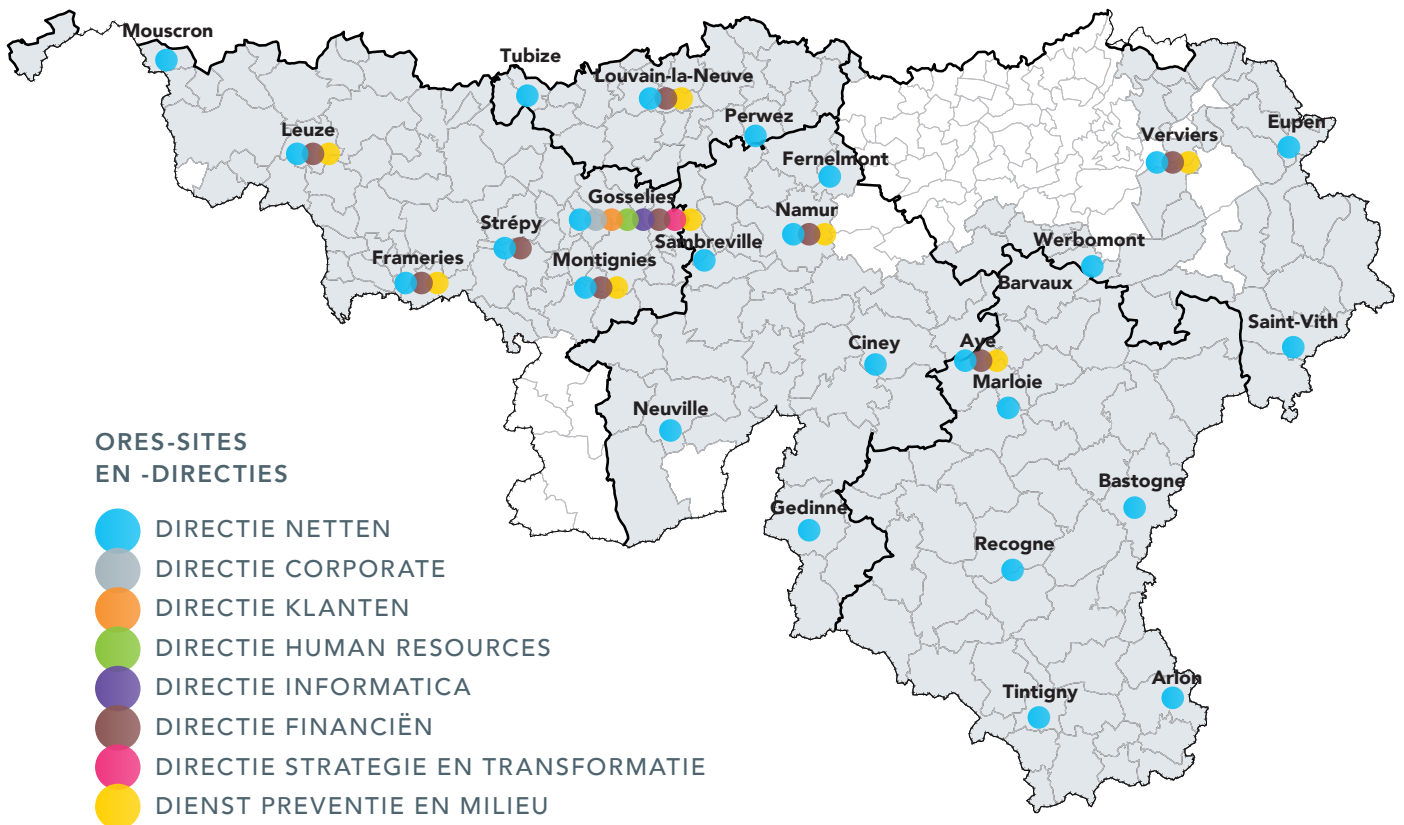 Mouscron
Tubize
Louvain-la-Neuve
Perwez
Leuze
Eupen
Verviers
Fernelmont
Gosselies
Namur
Strépy
Sambreville
Werbomont
Frameries
Montignies
Barvaux
Saint-Vith
Ciney
Aye
Marloie
Neuville
Bastogne
Gedinne
Recogne
Arlon
Tintigny
ORES-SITES
EN -DIRECTIES
DIRECTIE NETTEN
DIRECTIE CORPORATE
DIRECTIE KLANTEN
DIRECTIE HUMAN RESOURCES
DIRECTIE INFORMATICA
DIRECTIE FINANCIËN
DIRECTIE STRATEGIE EN TRANSFORMATIE
DIENST PREVENTIE EN MILIEU